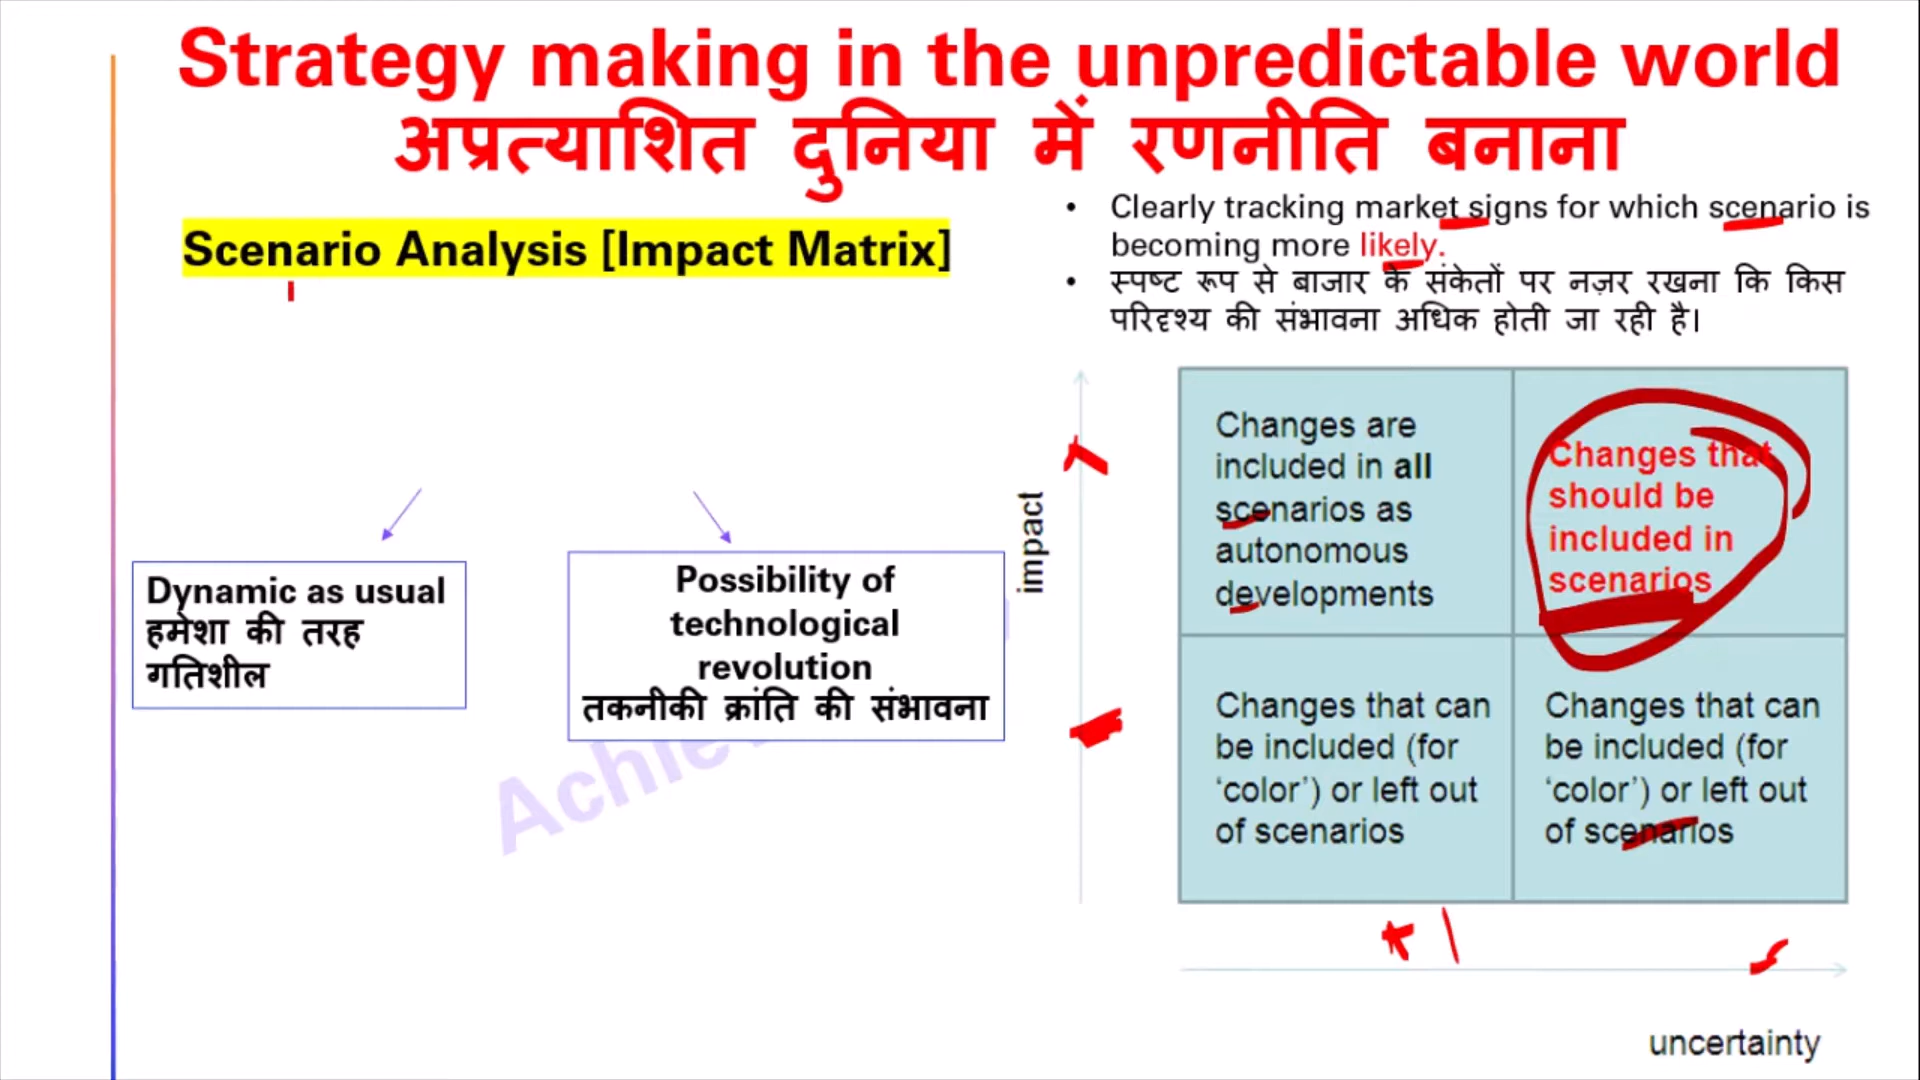 Strategy making in the unpredictable world
अप्रत्याशित दुनिया में रणनीति बनाना
Scenario Analysis [Impact Matrix]
• Clearly tracking market signs for which scenario is
becoming more likely.
• स्पष्ट रूप से बाजार के संकेतों पर नज़र रखना कि किस
परिदृश्य की संभावना अधिक होती जा रही है।
Dynamic as usual
हमेशा की तरह
गतिशील
Possibility of
technological
revolution
तकनीकी क्रांति की संभावना
impact
Changes are
included in all
scenarios as
autonomous
developments
Changes that
should be
included in
scenarios
Changes that can
be included (for
‘color’) or left out
of scenarios
Changes that can
be included (for
‘color’) or left out
of scenarios
uncertainty